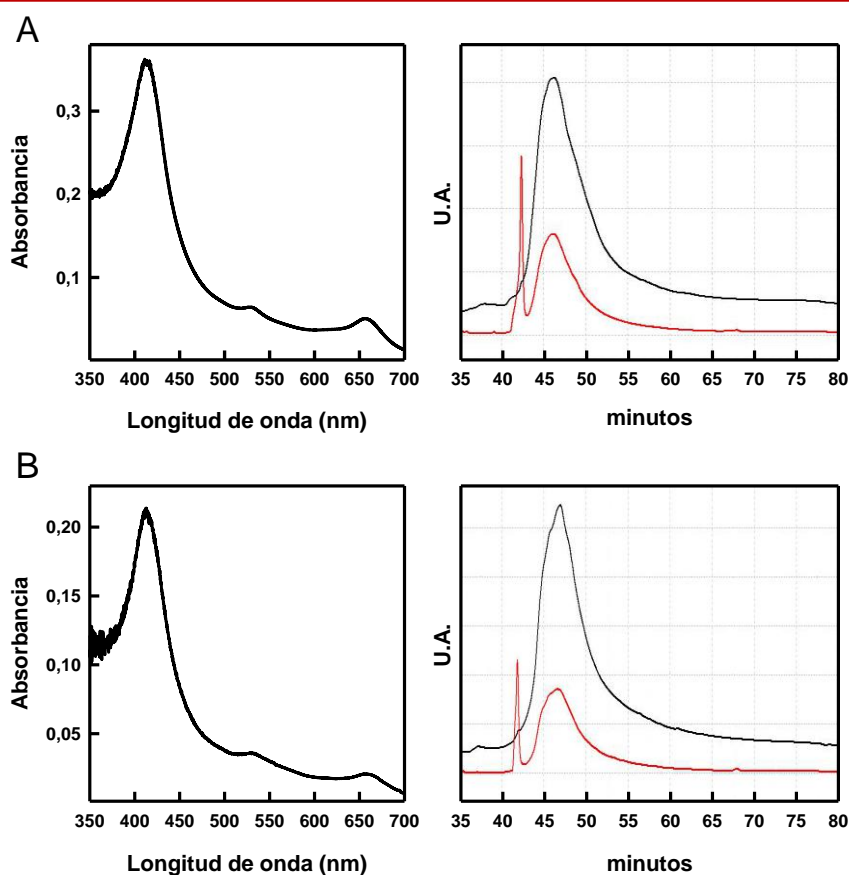 A
Absorbancia
0,3
0,2
0,1
350 400 450 500 550 600 650 700
Longitud de onda (nm)
U.A.
35 40 45 50 55 60 65 70 75 80
minutos
B
Absorbancia
0,20
0,15
0,10
0,05
350 400 450 500 550 600 650 700
Longitud de onda (nm)
U.A.
35 40 45 50 55 60 65 70 75 80
minutos